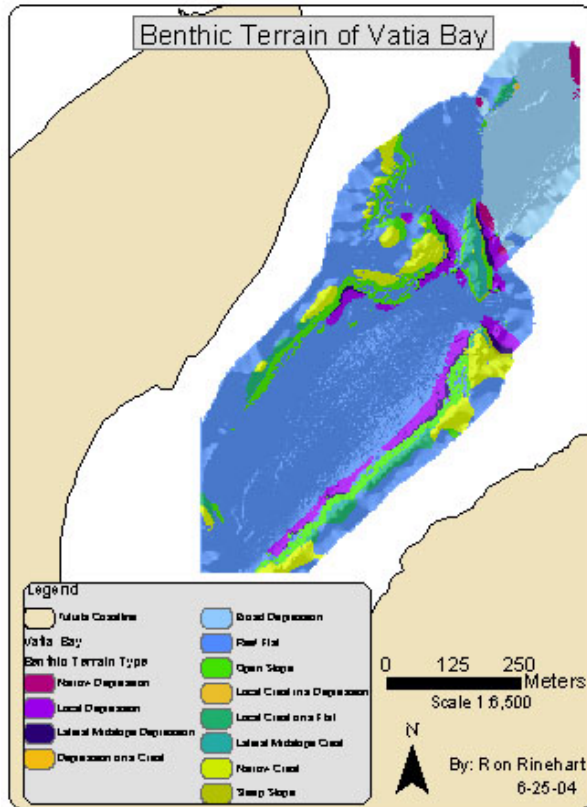 Benthic Terrain of Vatia Bay
Legend
Tutuila Coastline
Vatia Bay
Benthic Terrain Type
Narrow Depression
Local Depression
Lateral Midslope Depression
Depression on a Crest
Broad Depression
Reef Flat
Open Slope
Local Crest in a Depression
Local Crest on a Flat
Lateral Midslope Crest
Narrow Crest
Steep Slope
0 125 250
Meters
Scale 1:6,500
N
By: Ron Rinehart
6-25-04